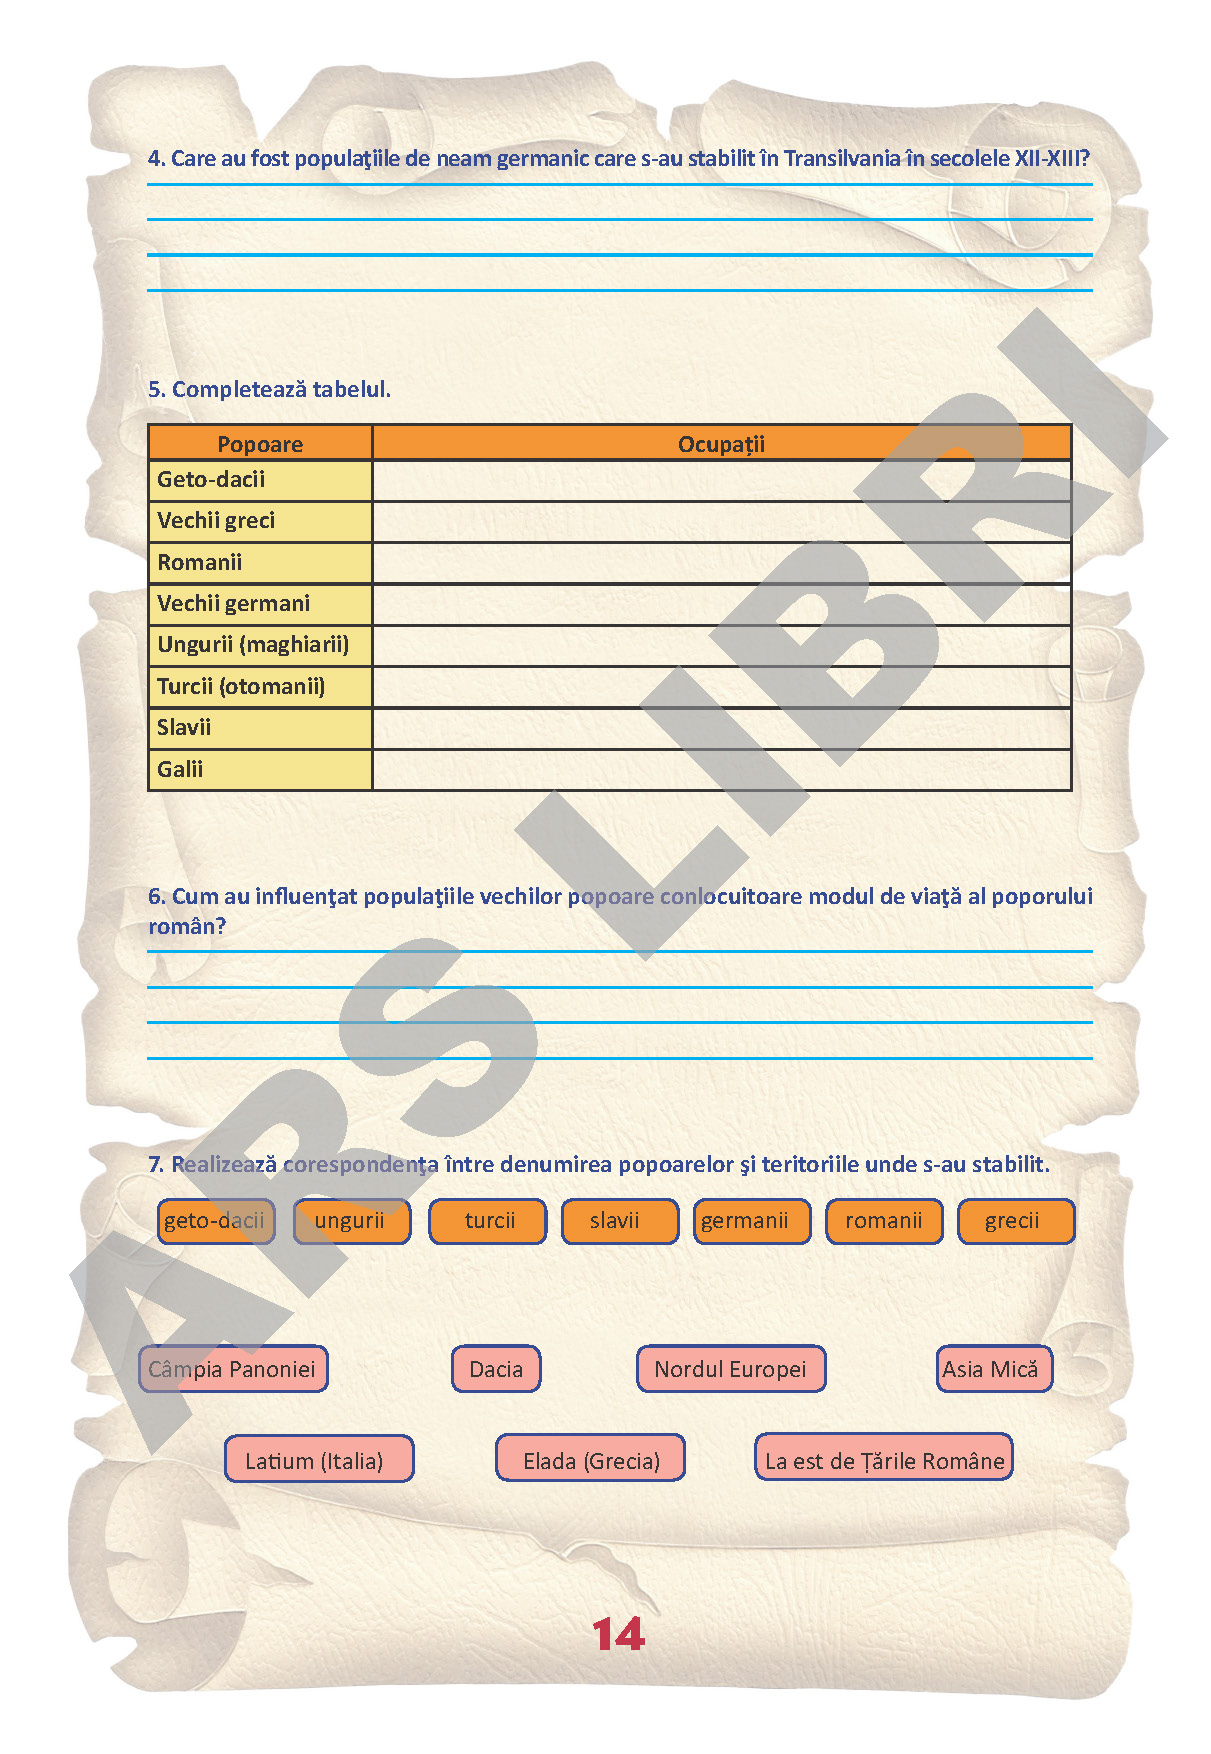 4. Care au fost populaţiile de neam germanic care s-au stabilit în Transilvania în secolele XII-XIII?
5. Completează tabelul.
Popoare Ocupații
Geto-dacii
Vechii greci
Romanii
Vechii germani
Ungurii (maghiarii)
Turcii (otomanii)
Slavii
Galii
6. Cum au influenţat populaţiile vechilor popoare conlocuitoare modul de viaţă al poporului
român?
7. Realizează corespondenţa între denumirea popoarelor şi teritoriile unde s-au stabilit.
geto-dacii ungurii turcii slavii germanii romanii grecii
Câmpia Panoniei Dacia Nordul Europei Asia Mică
Latium (Italia) Elada (Grecia) La est de Țările Române
14
ARS LIBRI